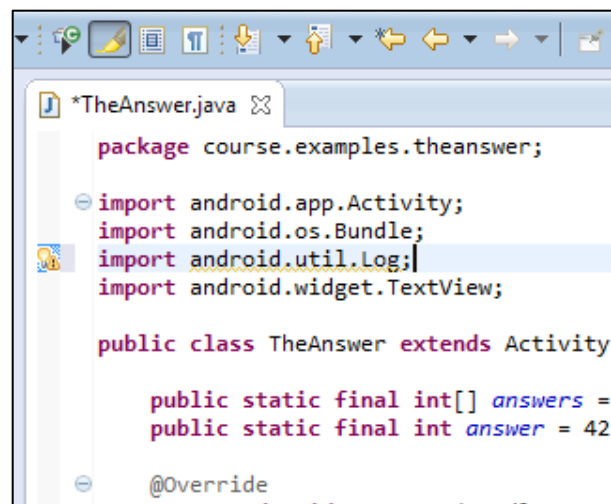 *TheAnswer.java
package course.examples.theanswer;
import android.app.Activity;
import android.os.Bundle;
import android.util.Log;
import android.widget.TextView;
public class TheAnswer extends Activity
public static final int[] answers =
public static final int answer = 42
@Override